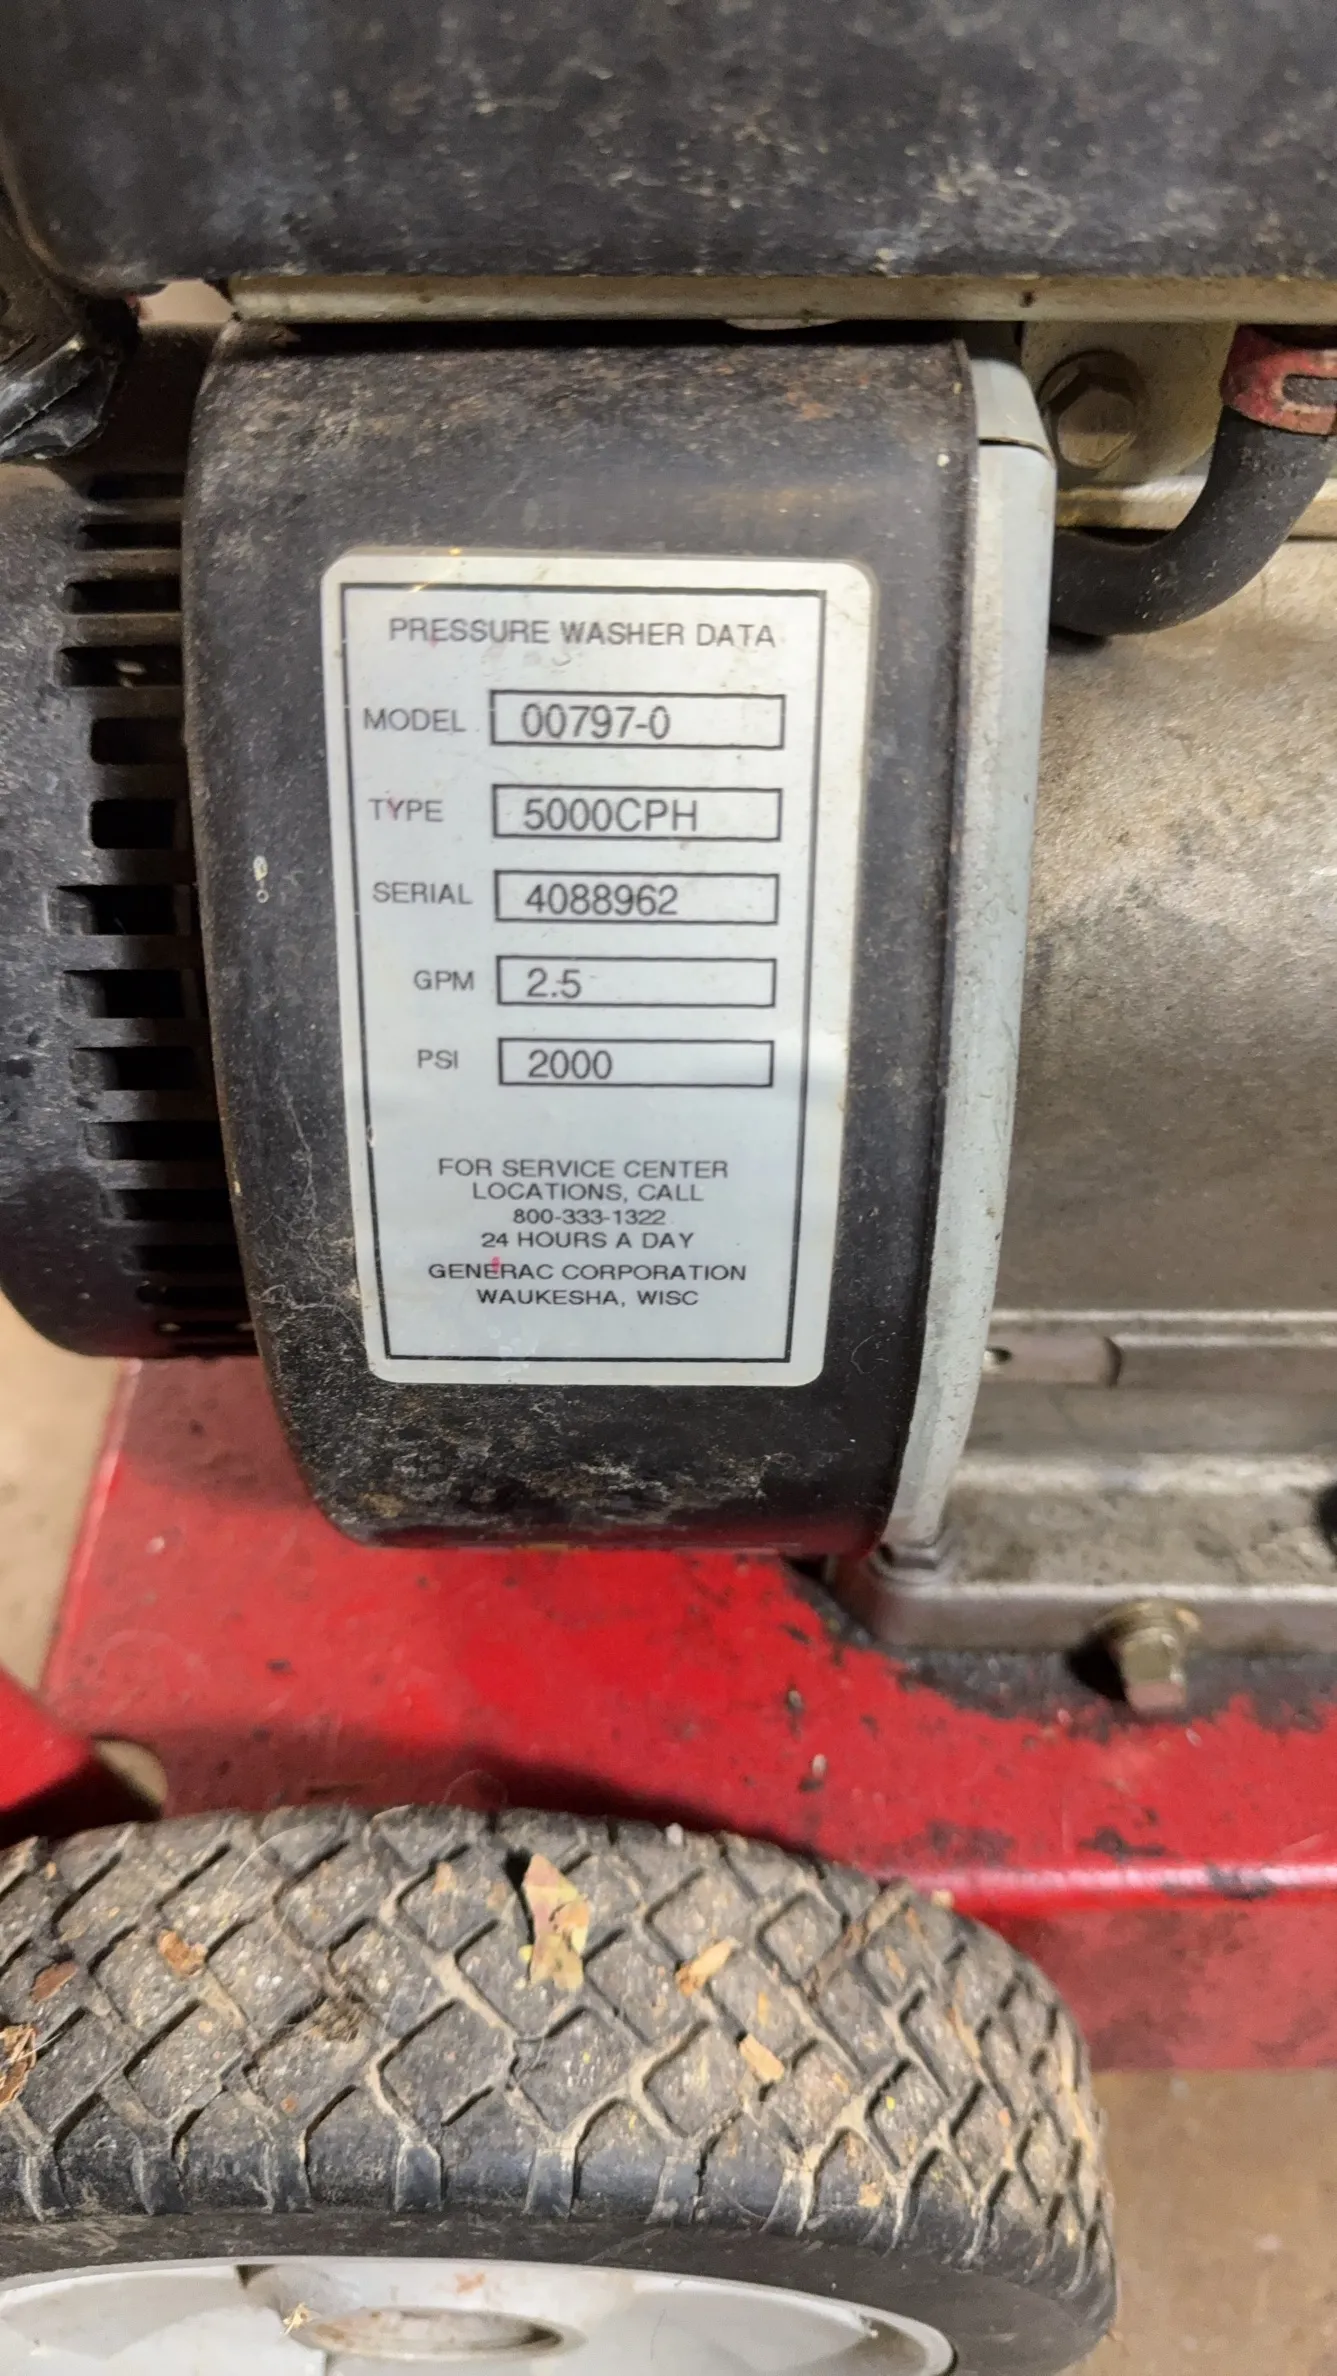 PRESSURE WASHER DATA
MODEL 00797-0
TYPE 5000CPH
SERIAL 4088962
GPM 2.5
PSI 2000
FOR SERVICE CENTER
LOCATIONS, CALL
800-333-1322
24 HOURS A DAY
GENERAC CORPORATION
WAUKESHA, WISC